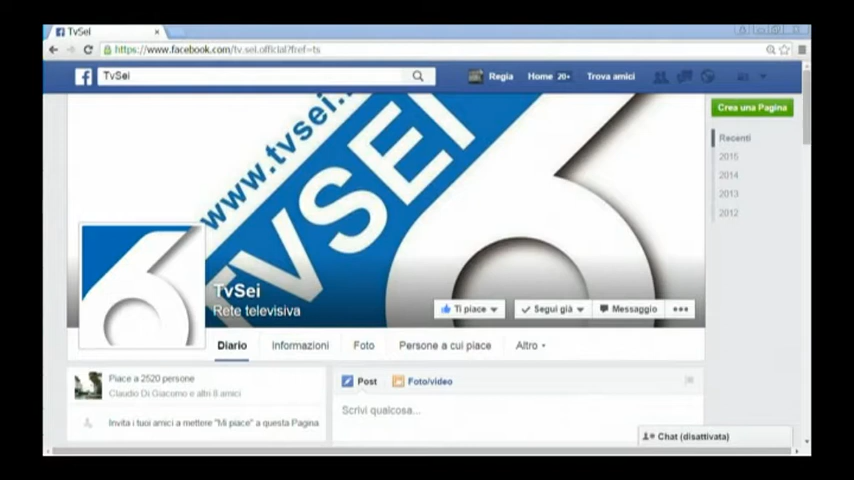 TvSei
https://www.facebook.com/tv.sei.official?fref=ts
TvSei
Regia
Home 20+
Trova amici
www.tvsei.
TVSEI
6
6
TvSei
Rete televisiva
Ti piace
Segui già
Messaggio
Crea una Pagina
Recenti
2015
2014
2013
2012
Diario
Informazioni
Foto
Persone a cui piace
Altro
Piace a 2520 persone
Claudio Di Giacomo e altri 8 amici
Invita i tuoi amici a mettere "Mi piace" a questa Pagina
Post
Foto/video
Scrivi qualcosa...
Chat (disattivata)